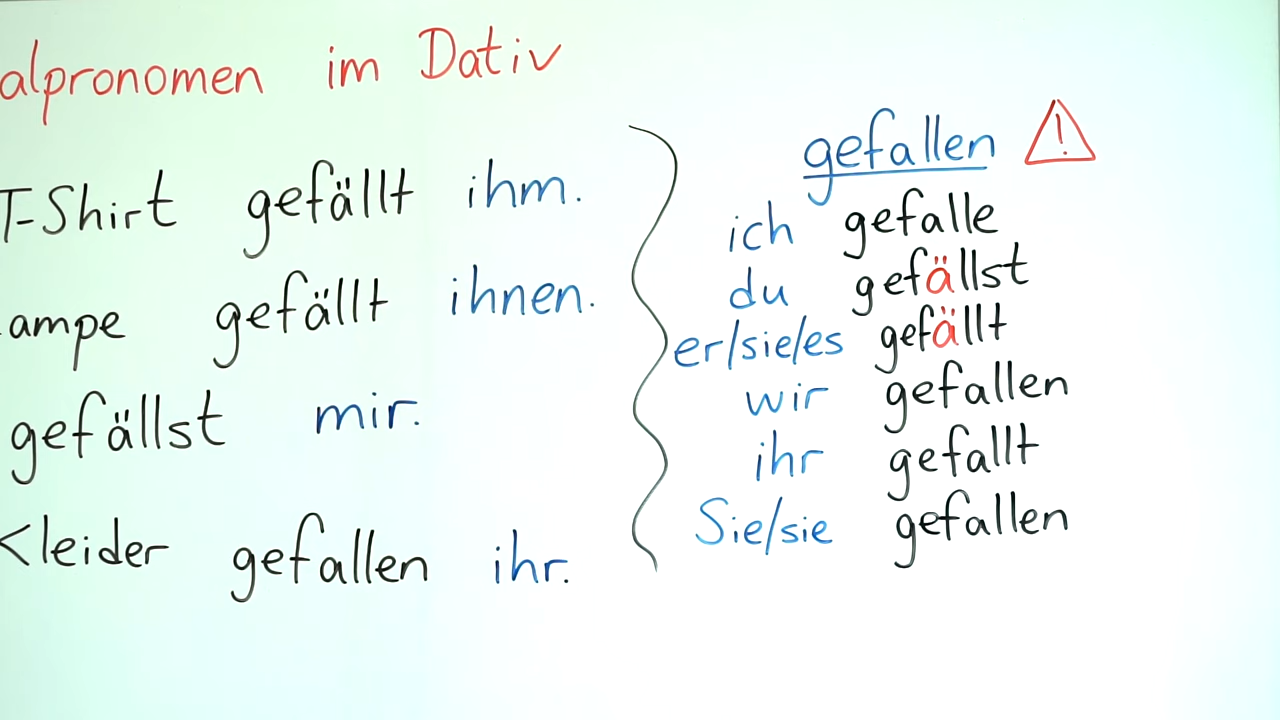 alpronomen im Dativ
T-Shirt gefällt ihm.
ampe gefällt ihnen.
gefällst mir.
Kleider gefallen ihr.
gefallen !
ich gefalle
du gefällst
er/sie/es gefällt
wir gefallen
ihr gefallt
Sie/sie gefallen